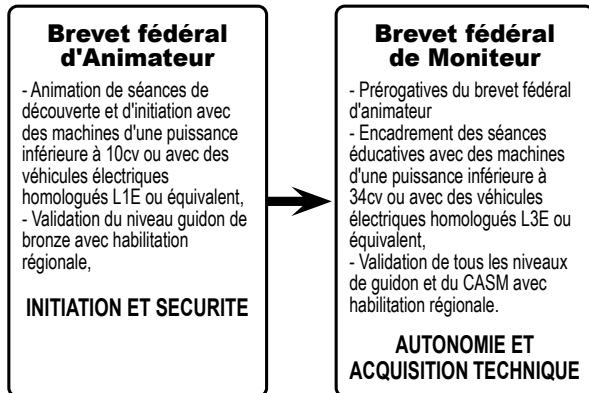 Brevet fédéral
d'Animateur
- Animation de séances de
découverte et d'initiation avec
des machines d'une puissance
inférieure à 10cv ou avec des
véhicules électriques
homologués L1E ou équivalent,
- Validation du niveau guidon de
bronze avec habilitation
régionale,
INITIATION ET SECURITE
Brevet fédéral
de Moniteur
- Prérogatives du brevet fédéral
d'animateur
- Encadrement des séances
éducatives avec des machines
d'une puissance inférieure à
34cv ou avec des véhicules
électriques homologués L3E ou
équivalent,
- Validation de tous les niveaux
de guidon et du CASM avec
habilitation régionale.
AUTONOMIE ET
ACQUISITION TECHNIQUE